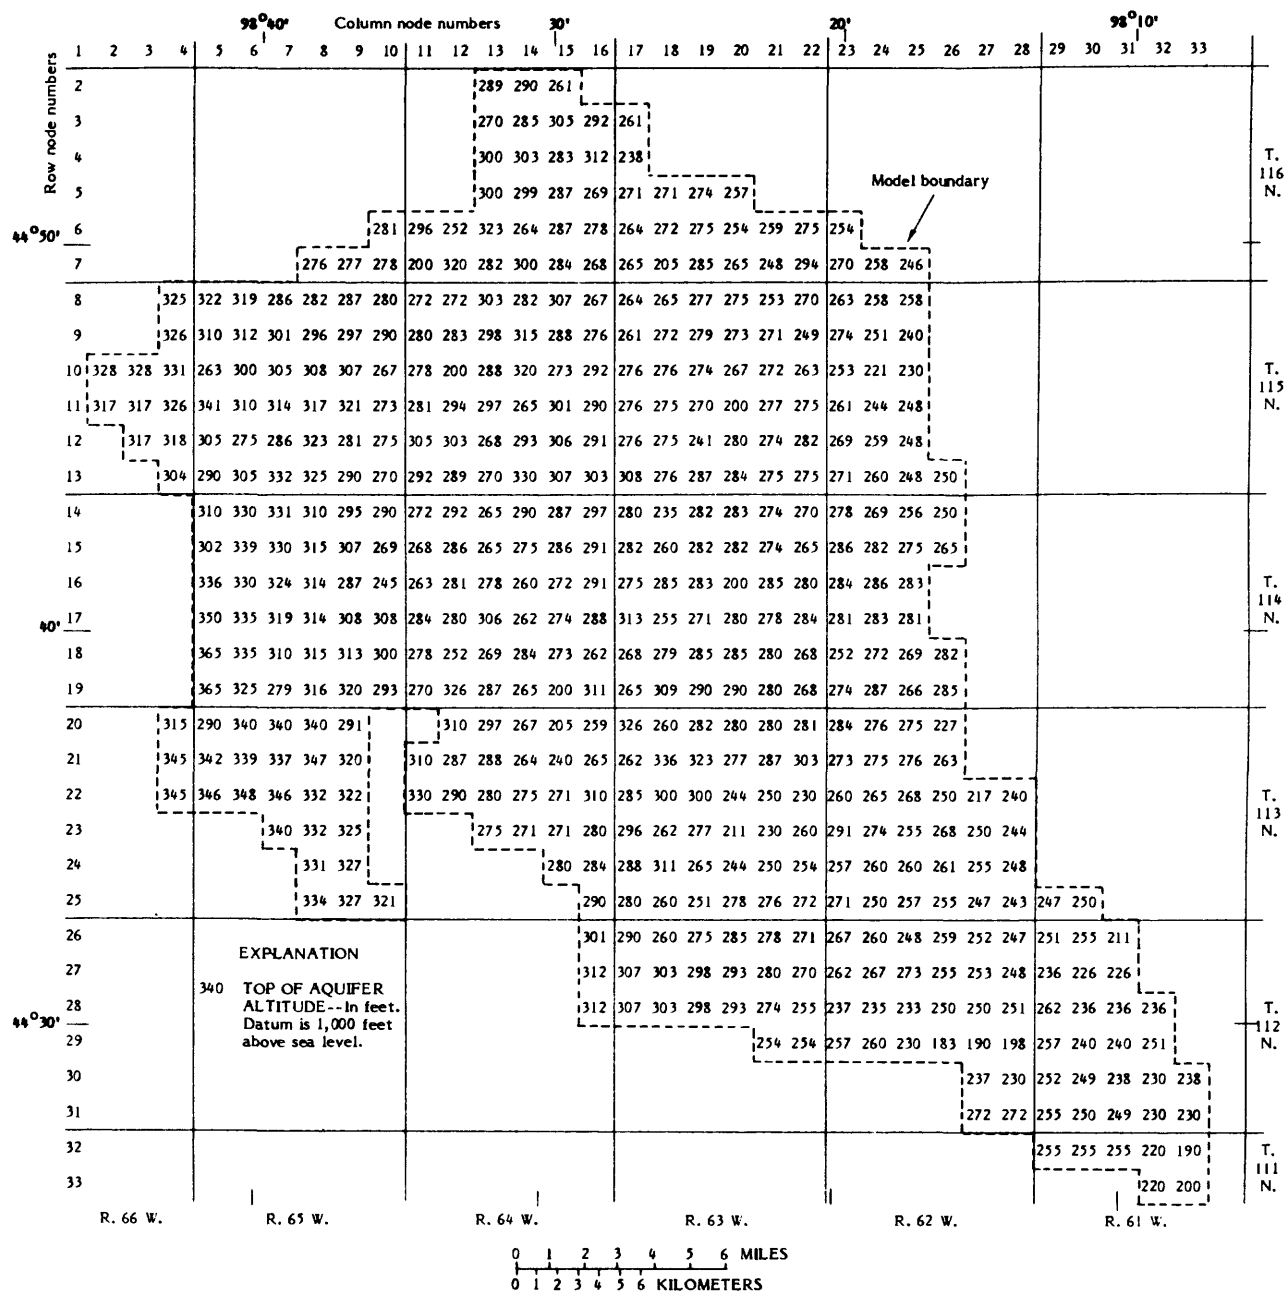 98°40' Column node numbers 30' 20' 98°10'
1 2 3 4 5 6 7 8 9 10 11 12 13 14 15 16 17 18 19 20 21 22 23 24 25 26 27 28 29 30 31 32 33
Row node numbers
2 289 290 261
3 270 285 305 292 261
4 300 303 283 312 238
T. 116 N.
5 300 299 287 269 271 271 274 257
Model boundary
6 281 296 252 323 264 287 278 264 272 275 254 259 275 254
44°50'
7 276 277 278 200 320 282 300 284 268 265 205 285 265 248 294 270 258 246
8 325 322 319 286 282 287 280 272 272 303 282 307 267 264 265 277 275 253 270 263 258 258
9 326 310 312 301 296 297 290 280 283 298 315 288 276 261 272 279 273 271 249 274 251 240
10 328 328 331 263 300 305 308 307 267 278 200 288 320 273 292 276 276 274 267 272 263 253 221 230
T. 115 N.
11 317 317 326 341 310 314 317 321 273 281 294 297 265 301 290 276 275 270 200 277 275 261 244 248
12 317 318 305 275 286 323 281 275 305 303 268 293 306 291 276 275 241 280 274 282 269 259 248
13 304 290 305 332 325 290 270 292 289 270 330 307 303 308 276 287 284 275 275 271 260 248 250
14 310 330 331 310 295 290 272 292 265 290 287 297 280 235 282 283 274 270 278 269 256 250
15 302 339 330 315 307 269 268 286 265 275 286 291 282 260 282 282 274 265 286 282 275 265
16 336 330 324 314 287 245 263 281 278 260 272 291 275 285 283 200 285 280 284 286 283
T. 114 N.
17 350 335 319 314 308 308 284 280 306 262 274 288 313 255 271 280 278 284 281 283 281
40'
18 365 335 310 315 313 300 278 252 269 284 273 262 268 279 285 285 280 268 252 272 269 282
19 365 325 279 316 320 293 270 326 287 265 200 311 265 309 290 290 280 268 274 287 266 285
20 315 290 340 340 340 291 310 297 267 205 259 326 260 282 280 280 281 284 276 275 227
21 345 342 339 337 347 320 310 287 288 264 240 265 262 336 323 277 287 303 273 275 276 263
22 345 346 348 346 332 322 330 290 280 275 271 310 285 300 300 244 250 230 260 265 268 250 217 240
T. 113 N.
23 340 332 325 275 271 271 280 296 262 277 211 230 260 291 274 255 268 250 244
24 331 327 280 284 288 311 265 244 250 254 257 260 260 261 255 248
25 334 327 321 290 280 260 251 278 276 272 271 250 257 255 247 243 247 250
26 301 290 260 275 285 278 271 267 260 248 259 252 247 251 255 211
EXPLANATION
27 312 307 303 298 293 280 270 262 267 273 255 253 248 236 226 226
340 TOP OF AQUIFER
ALTITUDE--In feet.
Datum is 1,000 feet
above sea level.
28 312 307 303 298 293 274 255 237 235 233 250 250 251 262 236 236 236
44°30'
T. 112 N.
29 254 254 257 260 230 183 190 198 257 240 240 251
30 237 230 252 249 238 230 238
31 272 272 255 250 249 230 230
32 255 255 255 220 190
T. 111 N.
33 220 200
R. 66 W. R. 65 W. R. 64 W. R. 63 W. R. 62 W. R. 61 W.
0 1 2 3 4 5 6 MILES
0 1 2 3 4 5 6 KILOMETERS